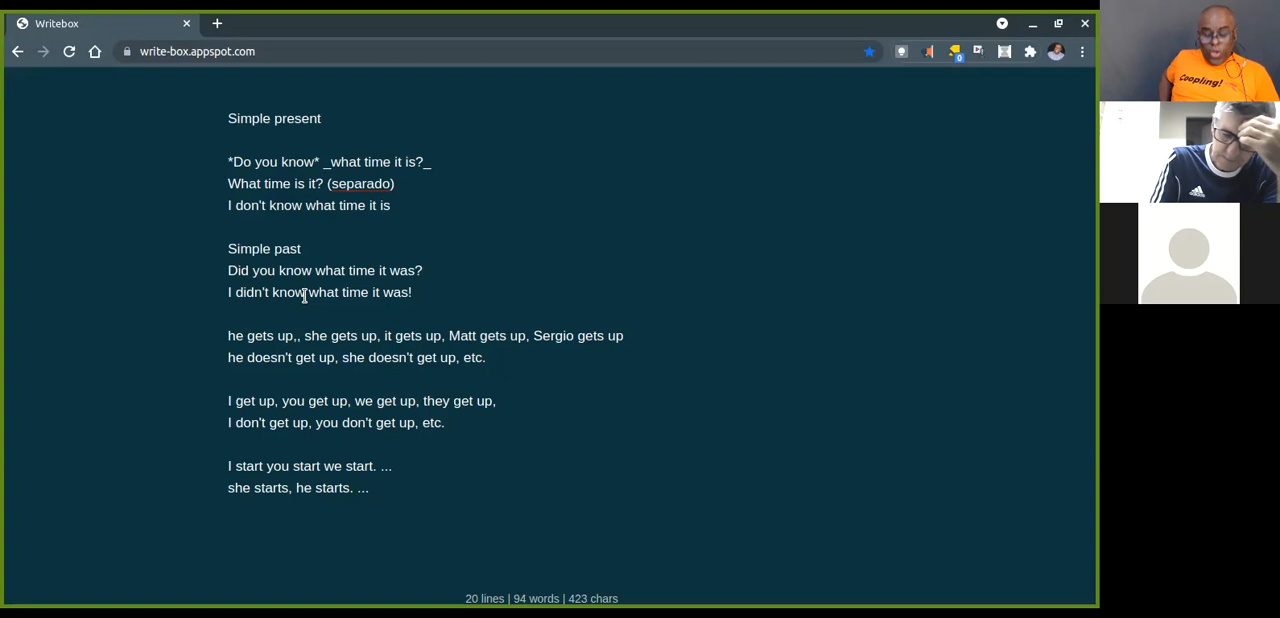 Writebox
write-box.appspot.com
0
Simple present
*Do you know* _what time it is?_
What time is it? (separado)
I don't know what time it is
Simple past
Did you know what time it was?
I didn't know what time it was!
he gets up,, she gets up, it gets up, Matt gets up, Sergio gets up
he doesn't get up, she doesn't get up, etc.
I get up, you get up, we get up, they get up,
I don't get up, you don't get up, etc.
I start you start we start. ...
she starts, he starts. ...
20 lines | 94 words | 423 chars
Coopling!
adidas